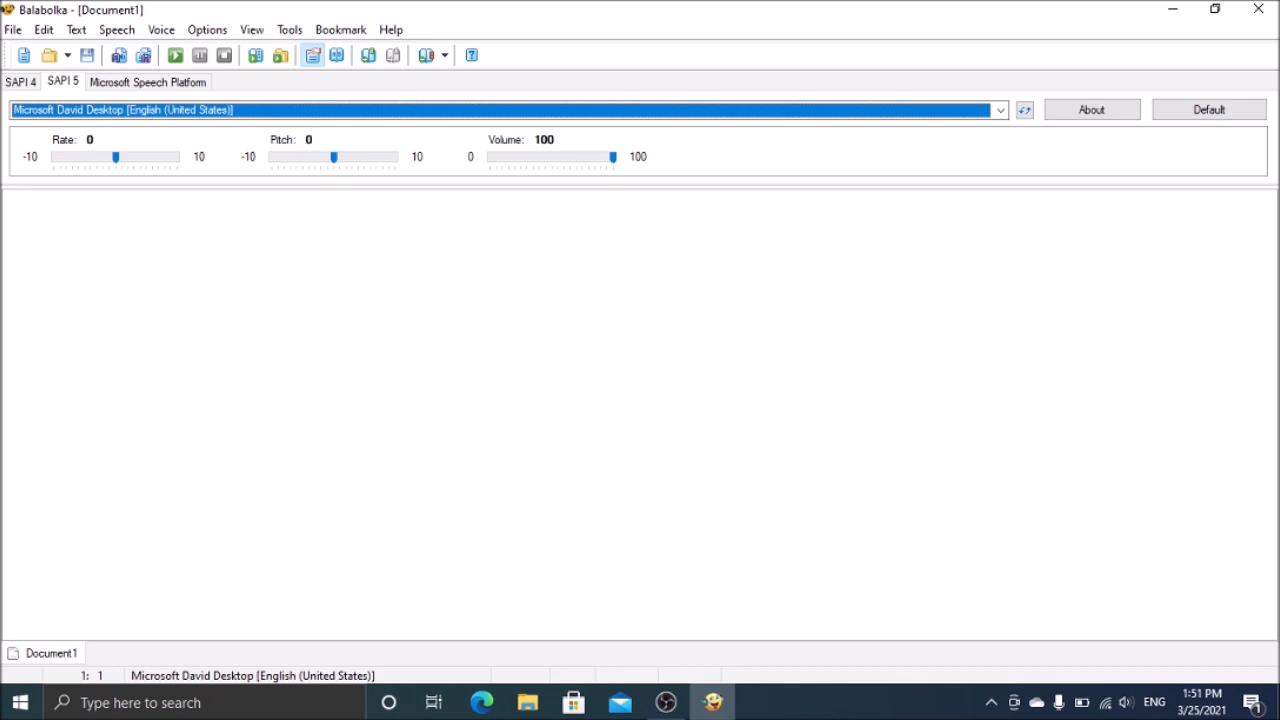 Balabolka - [Document1]
File Edit Text Speech Voice Options View Tools Bookmark Help
SAPI 4 SAPI 5 Microsoft Speech Platform
Microsoft David Desktop [English (United States)] About Default
Rate: 0 Pitch: 0 Volume: 100
-10 10 -10 10 0 100
Document1
1: 1 Microsoft David Desktop [English (United States)]
Type here to search ENG 1:51 PM
3/25/2021 1